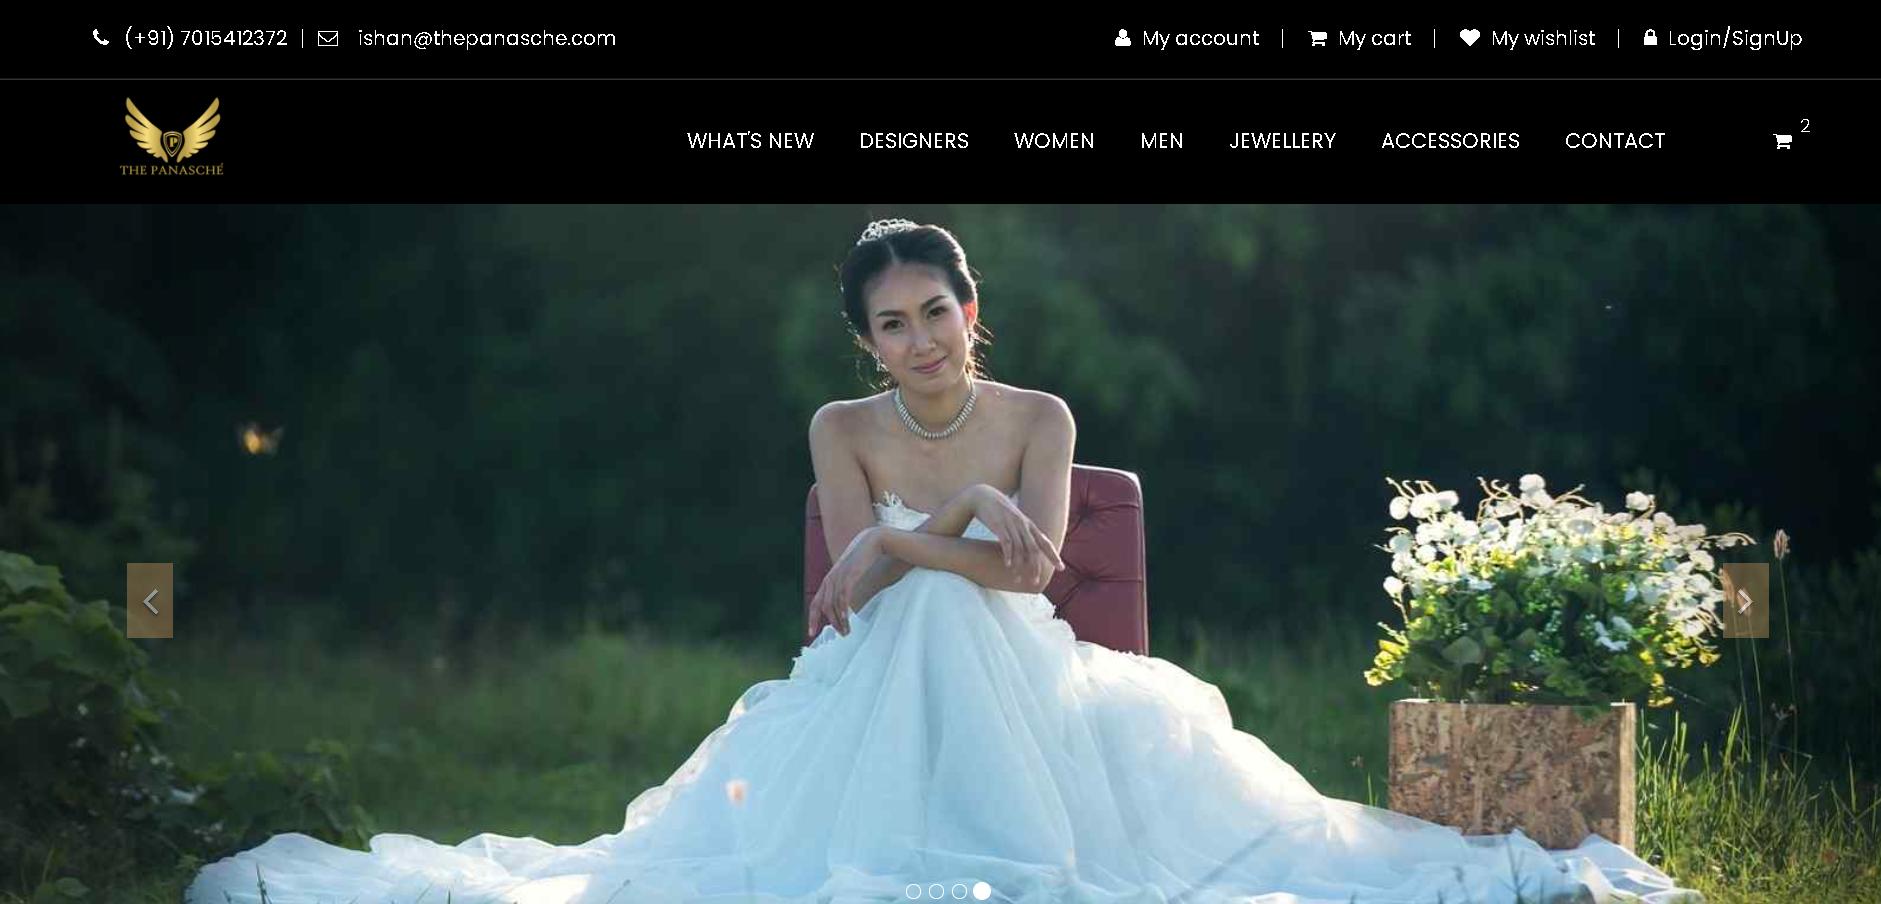 (+91) 7015412372 | ishan@thepanasche.com My account | My cart | My wishlist | Login/SignUp
P
THE PANASCHÉ
WHAT'S NEW DESIGNERS WOMEN MEN JEWELLERY ACCESSORIES CONTACT 2